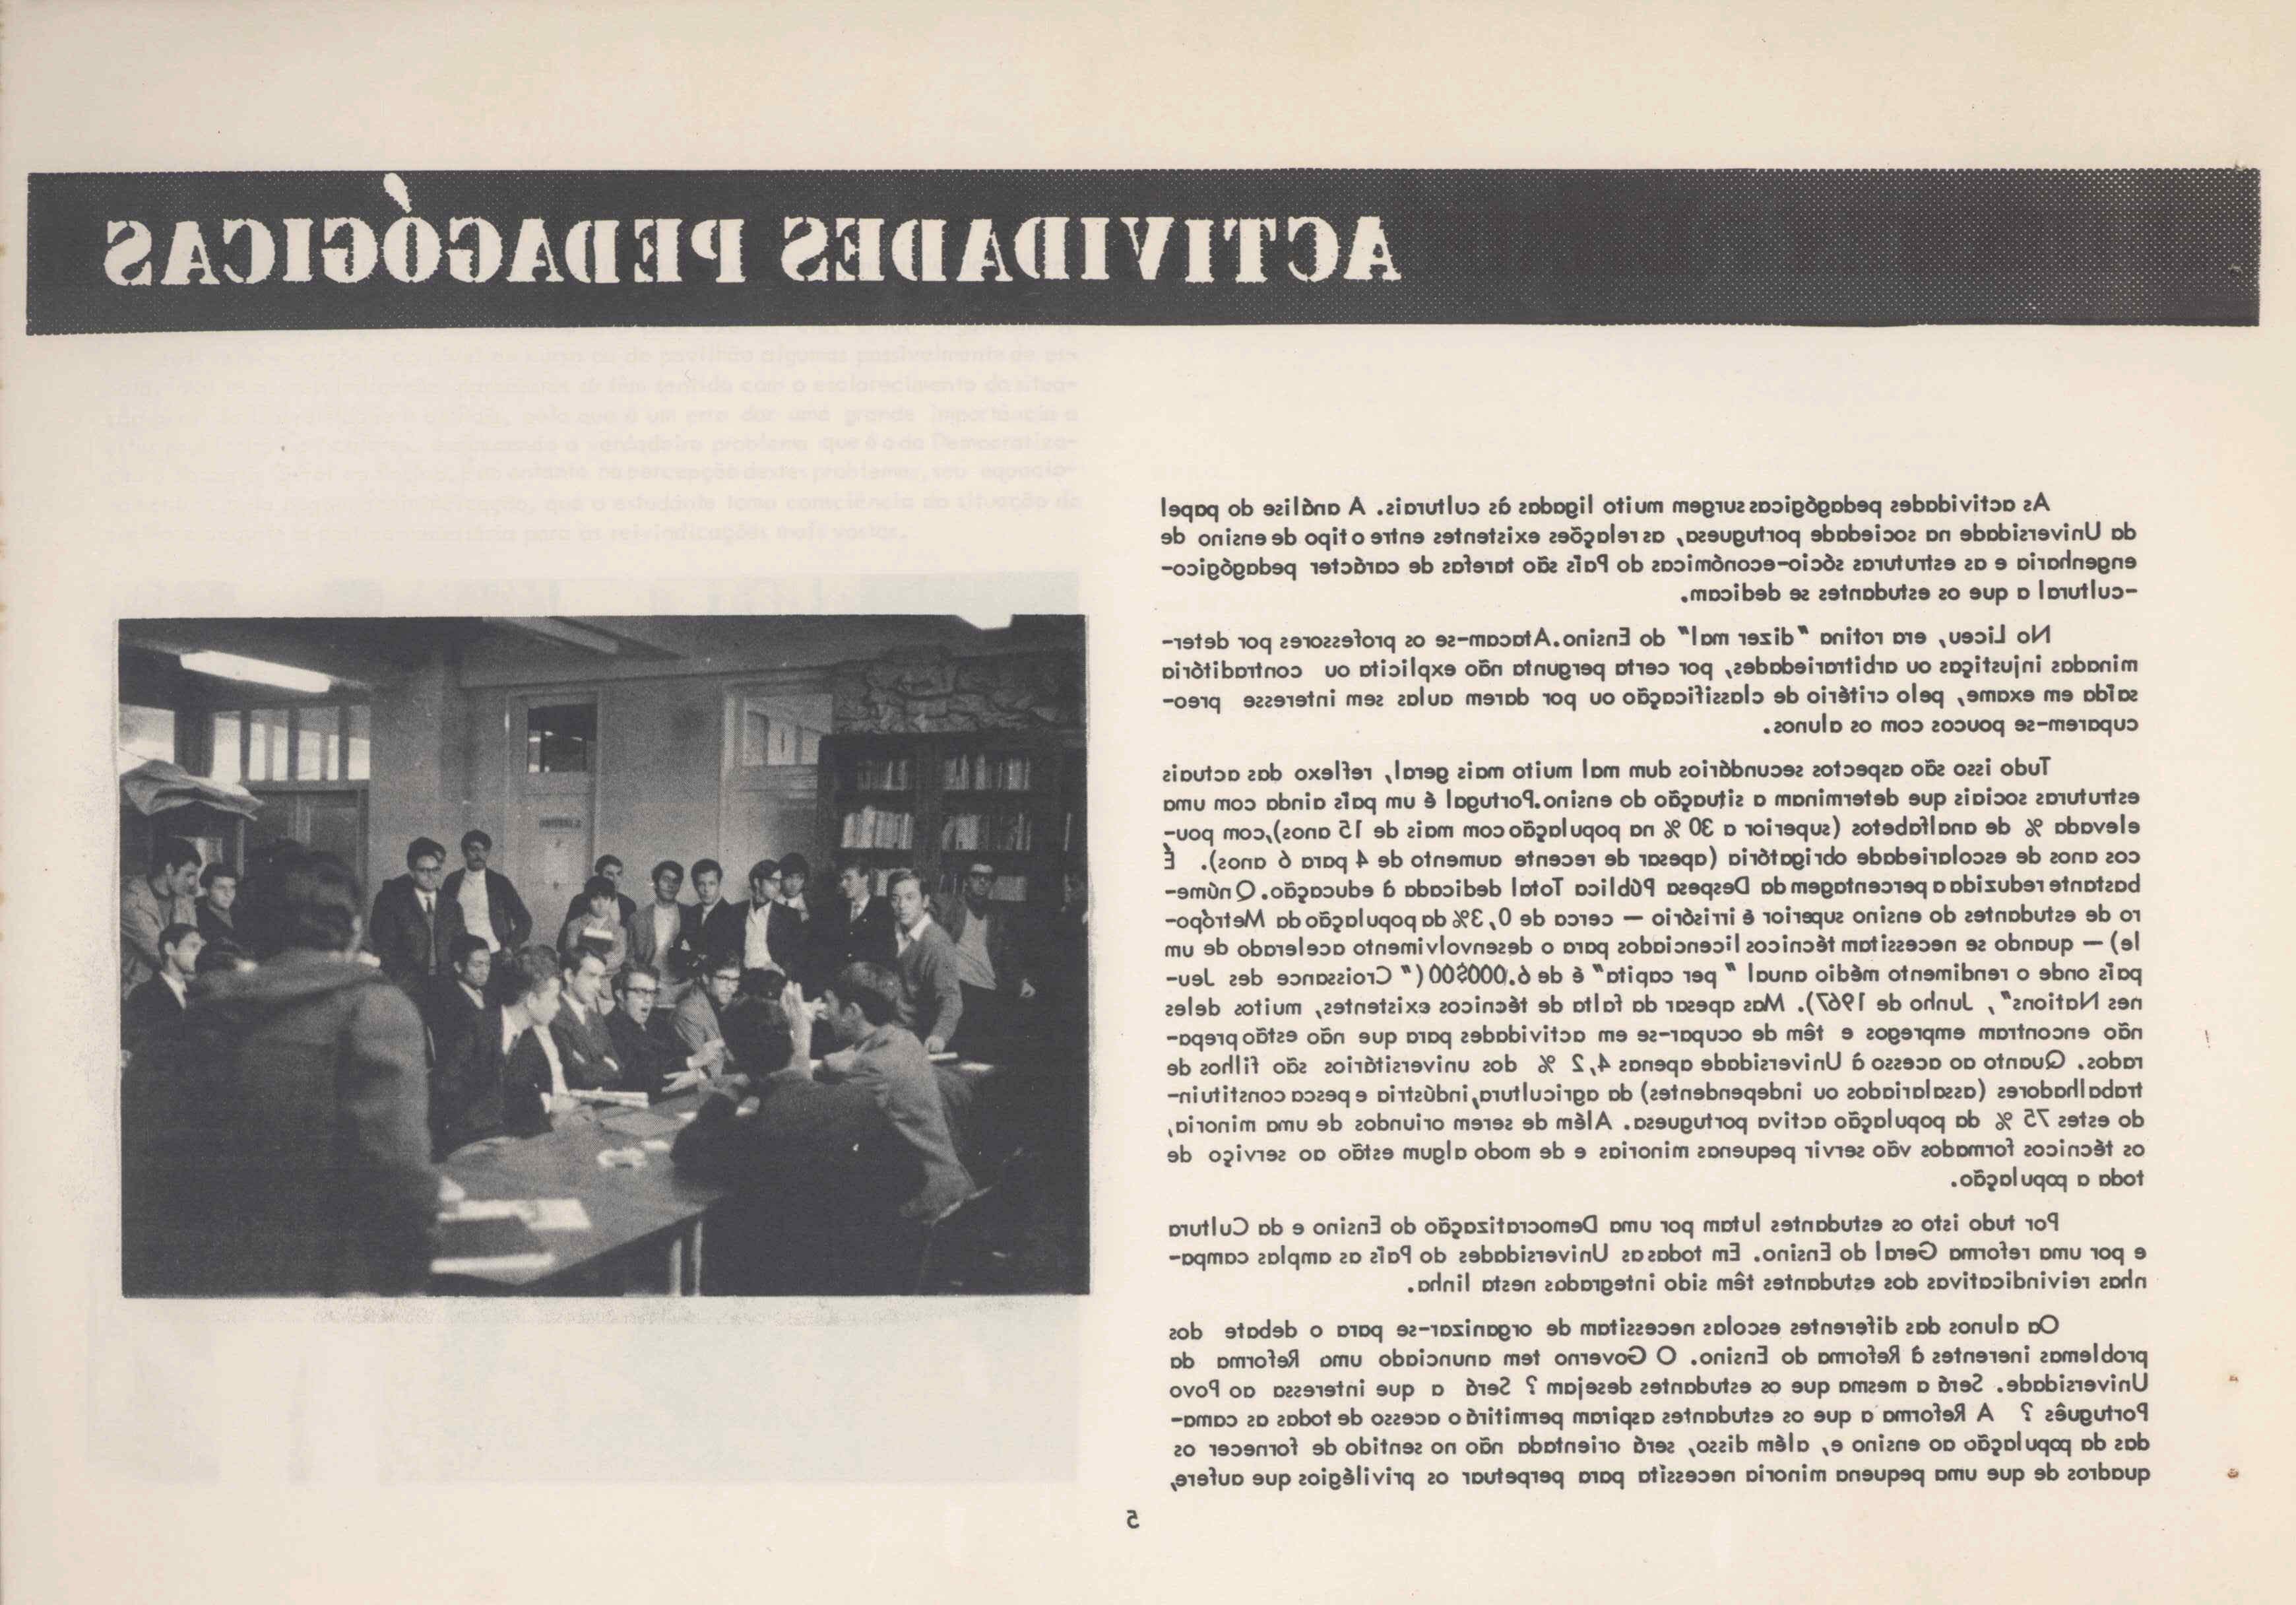 ACTIVIDADES PEDAGÓGICAS
As actividades pedagógicas surgem muito ligadas às culturais. A análise do papel
da Universidade na sociedade portuguesa, as relações existentes entre o tipo de ensino de
engenharia e as estruturas sócio-económicas do País são tarefas de carácter pedagógico-
-cultural a que os estudantes se dedicam.
No Liceu, era rotina "dizer mal" do Ensino. Atacam-se os professores por deter-
minadas injustiças ou arbitrariedades, por certa pergunta não explicita ou contraditória
saída em exame, pelo critério de classificação ou por darem aulas sem interesse preo-
cuparem-se poucos com os alunos.
Tudo isso são aspectos secundários dum mal muito mais geral, reflexo das actuais
estruturas sociais que determinam a situação do ensino. Portugal é um país ainda com uma
elevada % de analfabetos (superior a 30 % na população com mais de 15 anos), com pou-
cos anos de escolariedade obrigatória (apesar de recente aumento de 4 para 6 anos). É
bastante reduzida a percentagem da Despesa Pública Total dedicada à educação. O núme-
ro de estudantes do ensino superior é irrisório — cerca de 0,3% da população da Metrópo-
le) — quando se necessitam técnicos licenciados para o desenvolvimento acelerado de um
país onde o rendimento médio anual " per capita" é de 6.000$00 (" Croissance des Jeu-
nes Nations", Junho de 1967). Mas apesar da falta de técnicos existentes, muitos deles
não encontram empregos e têm de ocupar-se em actividades para que não estão prepa-
rados. Quanto ao acesso à Universidade apenas 4,2 % dos universitários são filhos de
trabalhadores (assalariados ou independentes) da agricultura, indústria e pesca constituin-
do estes 75 % da população activa portuguesa. Além de serem oriundos de uma minoria,
os técnicos formados vão servir pequenas minorias e de modo algum estão ao serviço de
toda a população.
Por tudo isto os estudantes lutam por uma Democratização do Ensino e da Cultura
e por uma reforma Geral do Ensino. Em todas as Universidades do País as amplas campa-
nhas reivindicativas dos estudantes têm sido integradas nesta linha.
Oa alunos das diferentes escolas necessitam de organizar-se para o debate dos
problemas inerentes à Reforma do Ensino. O Governo tem anunciado uma Reforma da
Universidade. Será a mesma que os estudantes desejam ? Será a que interessa ao Povo
Português ? A Reforma a que os estudantes aspiram permitirá o acesso de todas as cama-
das da população ao ensino e, além disso, será orientada não no sentido de fornecer os
quadros de que uma pequena minoria necessita para perpetuar os privilégios que aufere,
5